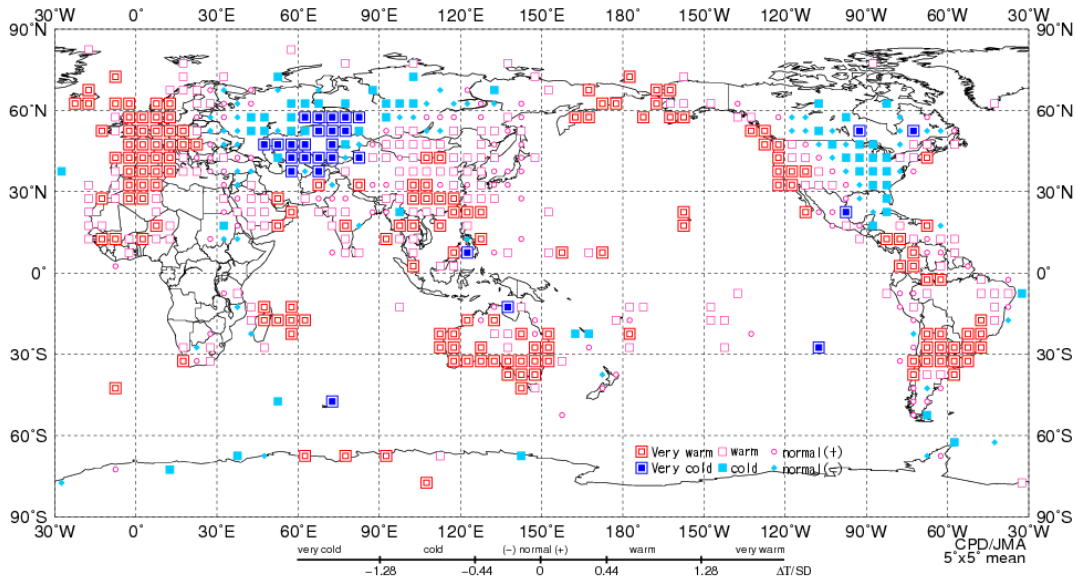 30°W 0° 30°E 60°E 90°E 120°E 150°E 180° 150°W 120°W 90°W 60°W 30°W
90°N 90°N
60°N 60°N
30°N 30°N
0° 0°
30°S 30°S
60°S 60°S
90°S 90°S
Very warm warm normal(+)
Very cold cold normal(-)
30°W 0° 30°E 60°E 90°E 120°E 150°E 180° 150°W 120°W 90°W 60°W 30°W
CPD/JMA
5°x5° mean
very cold cold (-) normal (+) warm very warm
-1.28 -0.44 0 0.44 1.28 ΔT/SD